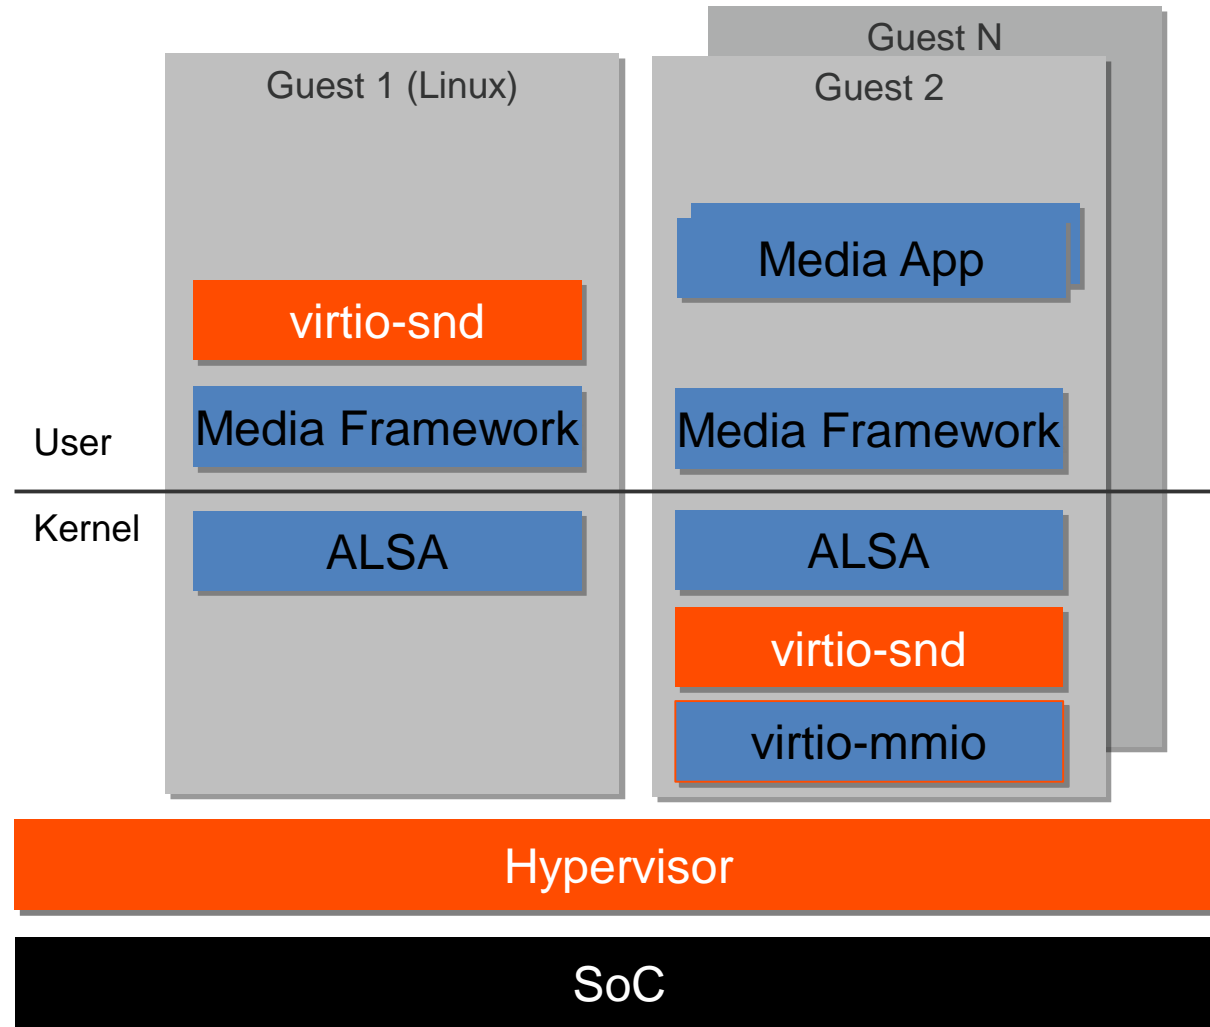 Guest N
Guest 1 (Linux)
Guest 2
Media App
virtio-snd
Media Framework
Media Framework
User
Kernel
ALSA
ALSA
virtio-snd
virtio-mmio
Hypervisor
SoC